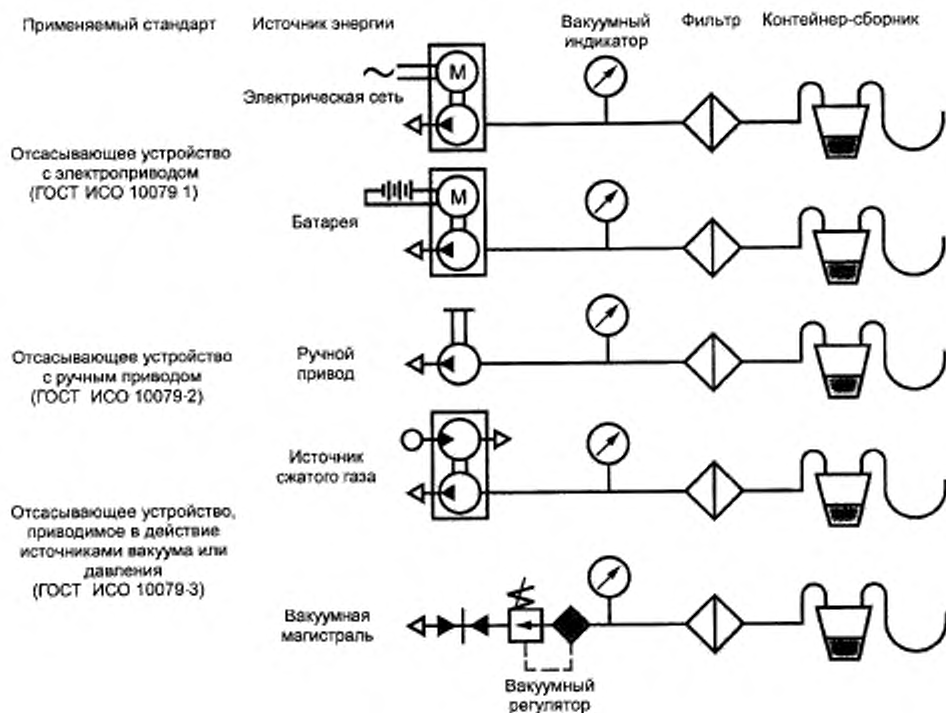 Применяемый стандарт
Источник энергии
Вакуумный
индикатор
Фильтр
Контейнер-сборник
M
Электрическая сеть
Отсасывающее устройство
с электроприводом
(ГОСТ ИСО 10079 1)
M
Батарея
Отсасывающее устройство
с ручным приводом
(ГОСТ ИСО 10079-2)
Ручной
привод
Источник
сжатого газа
Отсасывающее устройство,
приводимое в действие
источниками вакуума или
давления
(ГОСТ ИСО 10079-3)
Вакуумная
магистраль
Вакуумный
регулятор